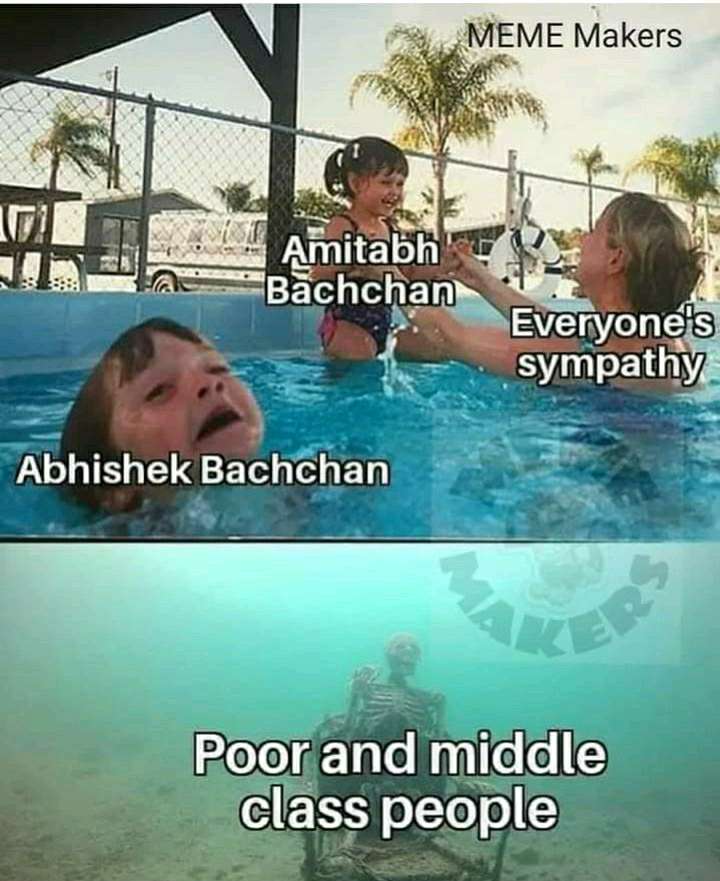 MEME Makers
Amitabh
Bachchan
Everyone's
sympathy
Abhishek Bachchan
MAKERS
Poor and middle
class people